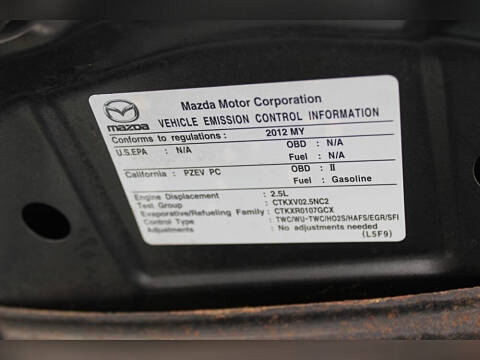 Mazda Motor Corporation
mazda VEHICLE EMISSION CONTROL INFORMATION
Conforms to regulations : 2012 MY
U.S.EPA : N/A OBD : N/A
Fuel : N/A
California : PZEV PC OBD : II
Fuel : Gasoline
Engine Displacement : 2.5L
Test Group : CTKXV02.5NC2
Evaporative/Refueling Family : CTKXR0107GCX
Control Type : TWC/WU-TWC/HO2S/HAFS/EGR/SFI
Adjustments : No adjustments needed
(L5F9)